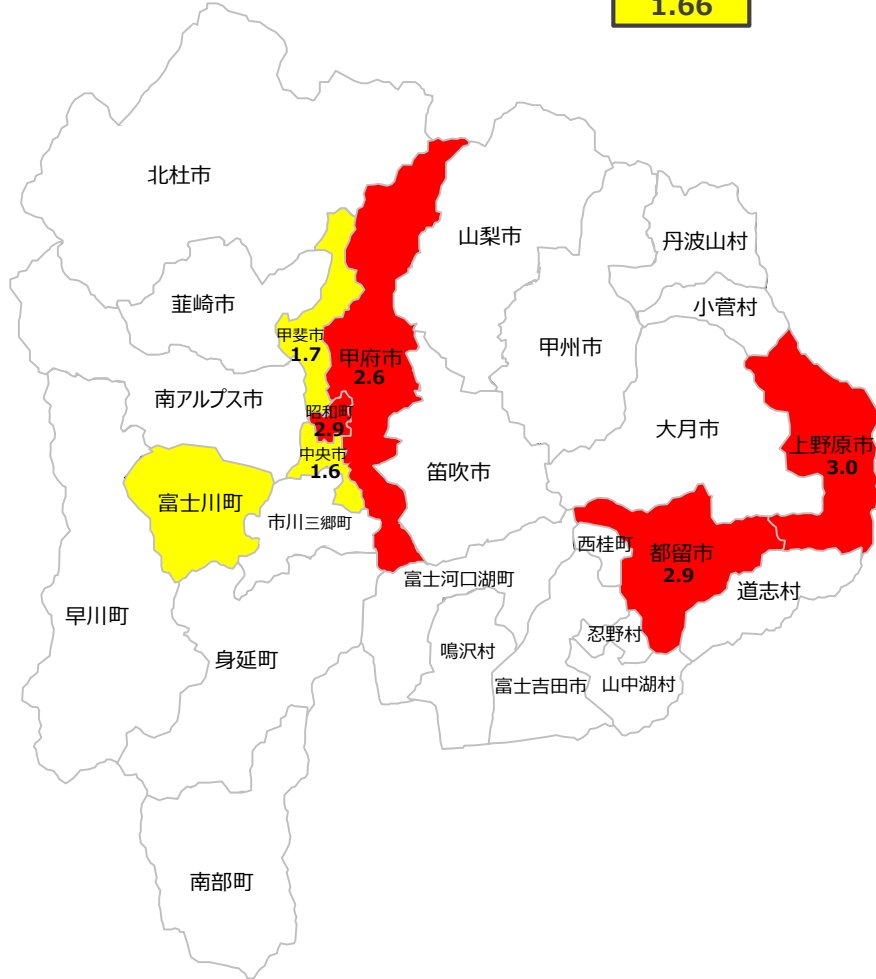 1.66
北杜市
山梨市
丹波山村
韮崎市
小菅村
甲斐市
1.7
甲府市
2.6
甲州市
南アルプス市
昭和町
2.9
大月市
上野原市
3.0
中央市
1.6
笛吹市
富士川町
市川三郷町
西桂町
都留市
2.9
富士河口湖町
道志村
早川町
忍野村
鳴沢村
身延町
富士吉田市
山中湖村
南部町